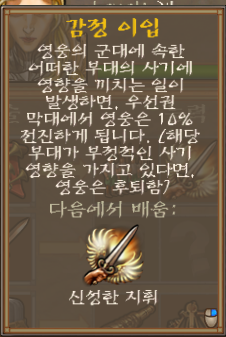 감정 이입
영웅의 군대에 속한
어떠한 부대의 사기에
영향을 끼치는 일이
발생하면, 우선권
막대에서 영웅은 10%
전진하게 됩니다. (해당
부대가 부정적인 사기
영향을 가지고 있다면,
영웅은 후퇴함)
다음에서 배움:
신성한 지휘